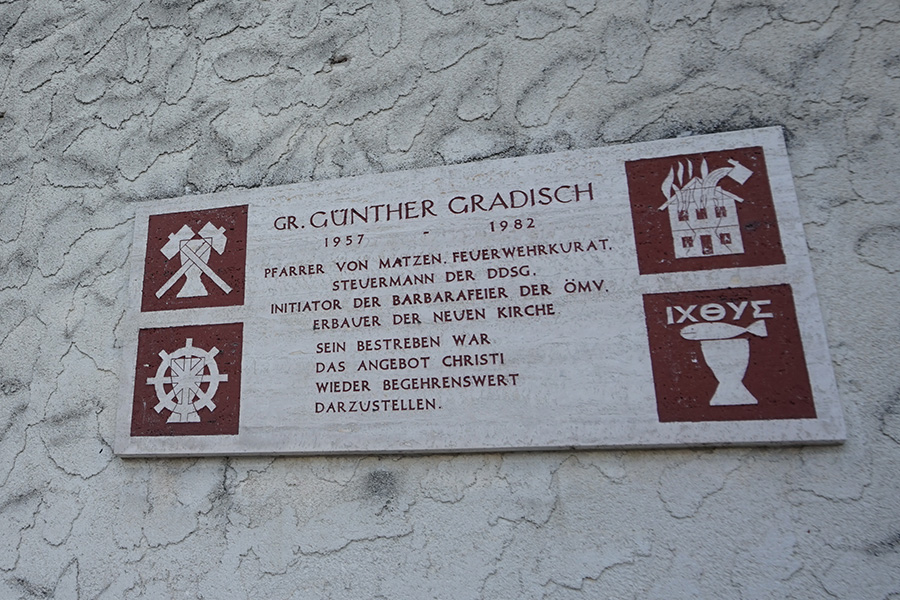 GR. GÜNTHER GRADISCH
1957 - 1982
PFARRER VON MATZEN. FEUERWEHRKURAT.
STEUERMANN DER DDSG.
INITIATOR DER BARBARAFEIER DER ÖMV.
ERBAUER DER NEUEN KIRCHE
SEIN BESTREBEN WAR
DAS ANGEBOT CHRISTI
WIEDER BEGEHRENSWERT
DARZUSTELLEN.
ΙΧΘΥΣ